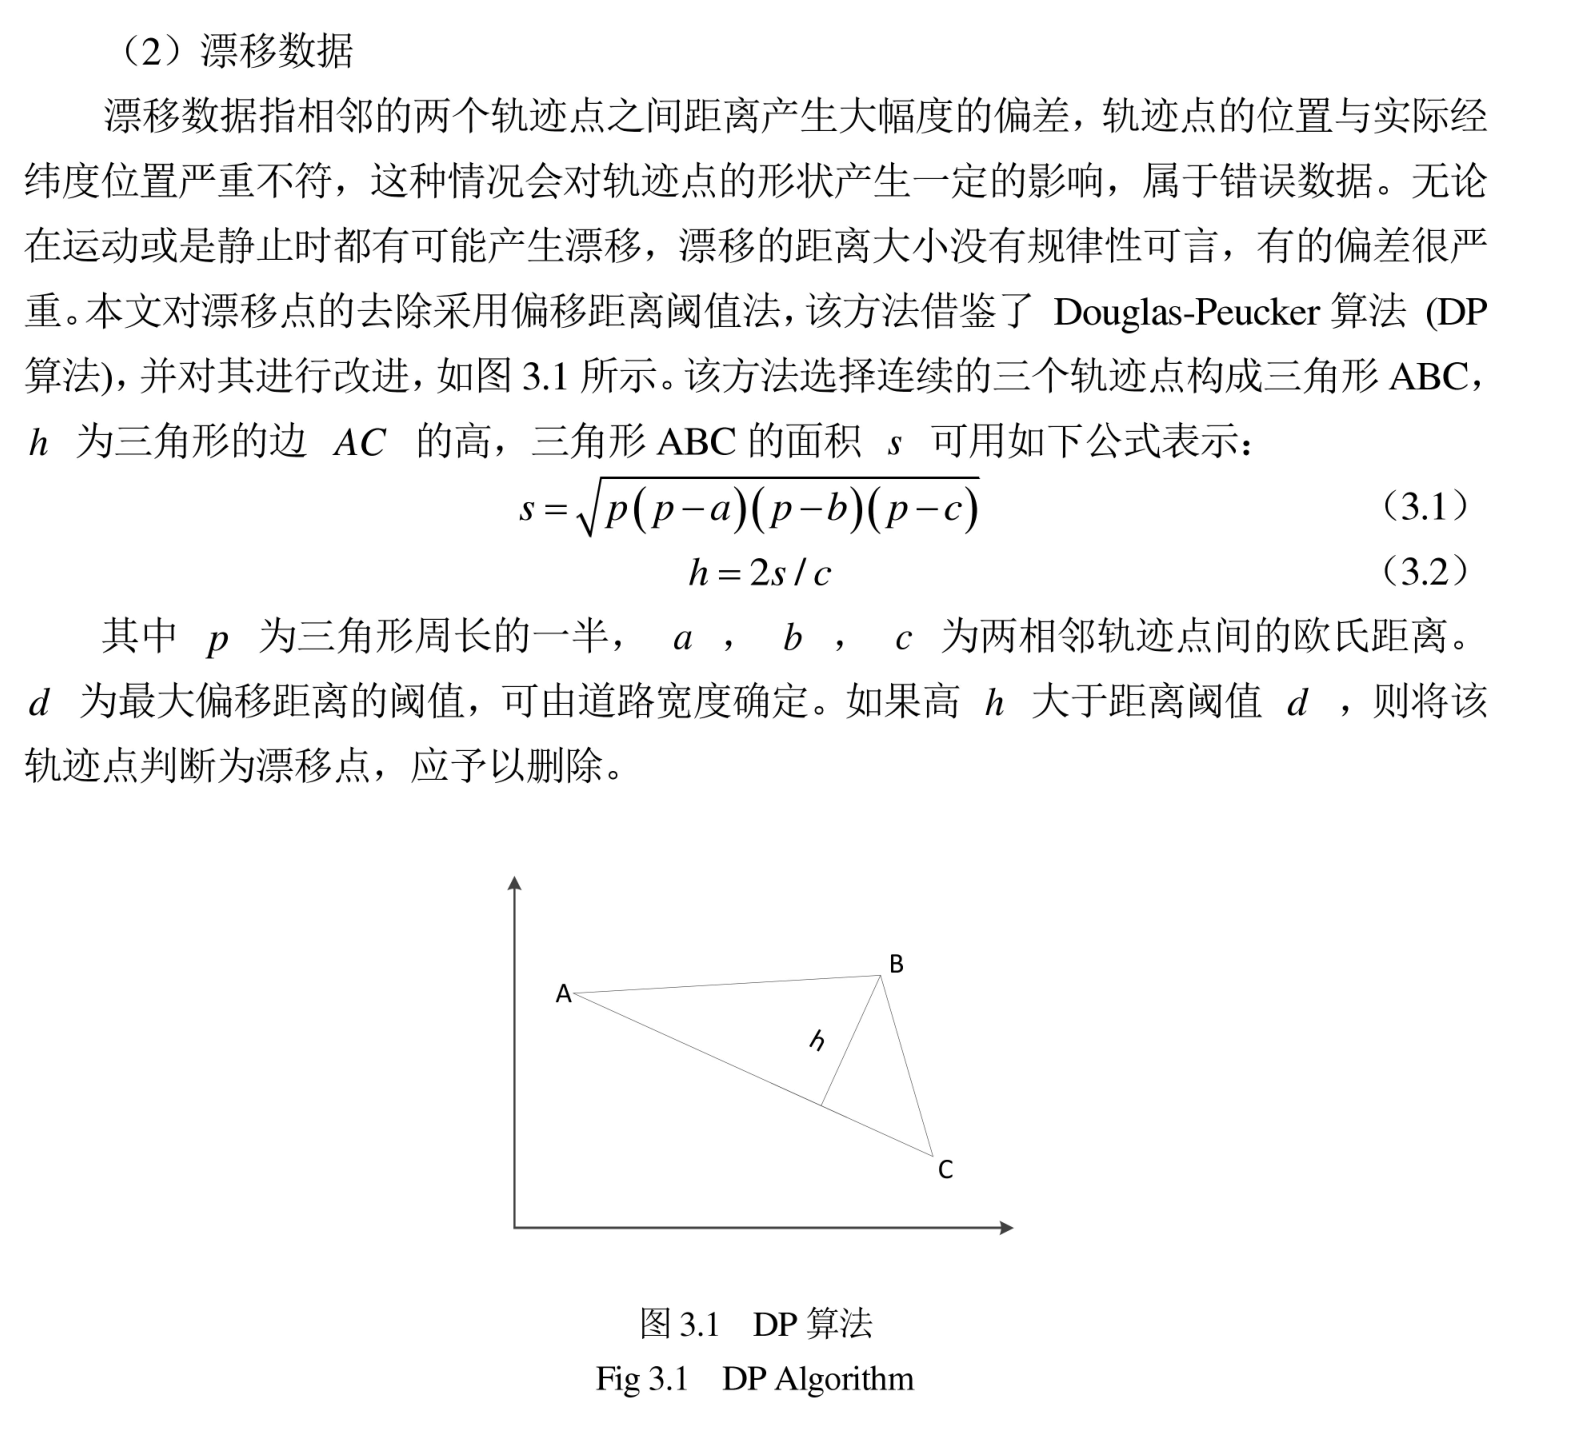 （2）漂移数据
漂移数据指相邻的两个轨迹点之间距离产生大幅度的偏差，轨迹点的位置与实际经
纬度位置严重不符，这种情况会对轨迹点的形状产生一定的影响，属于错误数据。无论
在运动或是静止时都有可能产生漂移，漂移的距离大小没有规律性可言，有的偏差很严
重。本文对漂移点的去除采用偏移距离阈值法，该方法借鉴了 Douglas-Peucker 算法 (DP
算法)，并对其进行改进，如图 3.1 所示。该方法选择连续的三个轨迹点构成三角形 ABC，
h 为三角形的边 AC 的高，三角形 ABC 的面积 s 可用如下公式表示：
s = √p(p−a)(p−b)(p−c) （3.1）
h = 2s / c （3.2）
其中 p 为三角形周长的一半， a ， b ， c 为两相邻轨迹点间的欧氏距离。
d 为最大偏移距离的阈值，可由道路宽度确定。如果高 h 大于距离阈值 d ，则将该
轨迹点判断为漂移点，应予以删除。
B
A
h
C
图 3.1 DP 算法
Fig 3.1 DP Algorithm